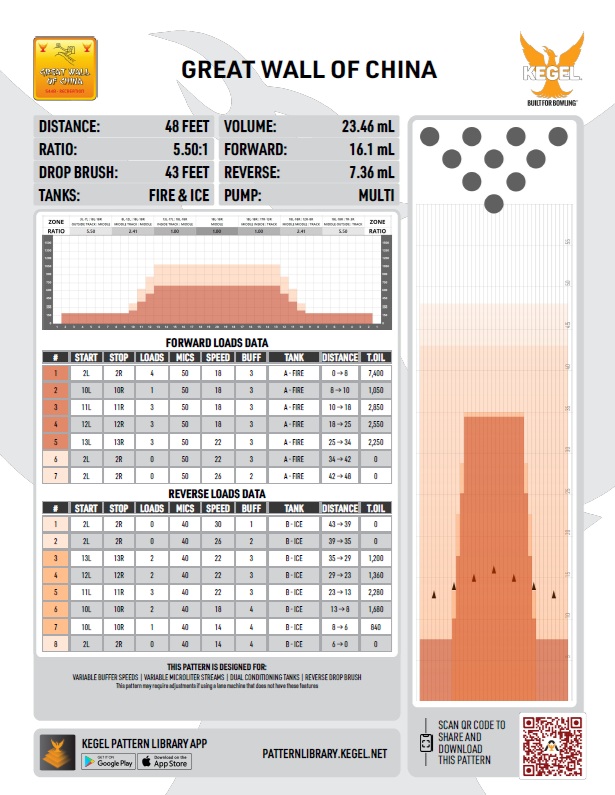 GREAT WALL OF CHINA
GREAT WALL
OF CHINA
KEGEL
BUILT FOR BOWLING
DISTANCE: 48 FEET VOLUME: 23.46 mL
RATIO: 5.50:1 FORWARD: 16.1 mL
DROP BRUSH: 43 FEET REVERSE: 7.36 mL
TANKS: FIRE & ICE PUMP: MULTI
ZONE ZONE
RATIO 5.50 2.41 1.00 1.00 1.00 2.41 5.50 RATIO
FORWARD LOADS DATA
# START STOP LOADS MICS SPEED BUFF TANK DISTANCE T.OIL
1 2L 2R 4 50 18 3 A - FIRE 0 → 8 7,400
2 10L 10R 1 50 18 3 A - FIRE 8 → 10 1,050
3 11L 11R 3 50 18 3 A - FIRE 10 → 18 2,850
4 12L 12R 3 50 18 3 A - FIRE 18 → 25 2,550
5 13L 13R 3 50 22 3 A - FIRE 25 → 34 2,250
6 2L 2R 0 50 22 3 A - FIRE 34 → 42 0
7 2L 2R 0 50 26 2 A - FIRE 42 → 48 0
REVERSE LOADS DATA
# START STOP LOADS MICS SPEED BUFF TANK DISTANCE T.OIL
1 2L 2R 0 40 30 1 B - ICE 43 → 39 0
2 2L 2R 0 40 26 2 B - ICE 39 → 35 0
3 13L 13R 2 40 22 3 B - ICE 35 → 29 1,200
4 12L 12R 2 40 22 3 B - ICE 29 → 23 1,360
5 11L 11R 3 40 22 3 B - ICE 23 → 13 2,280
6 10L 10R 2 40 18 4 B - ICE 13 → 8 1,680
7 10L 10R 1 40 14 4 B - ICE 8 → 6 840
8 2L 2R 0 40 14 4 B - ICE 6 → 0 0
THIS PATTERN IS DESIGNED FOR:
VARIABLE BUFFER SPEEDS | VARIABLE MICROLITER STREAMS | DUAL CONDITIONING TANKS | REVERSE DROP BRUSH
This pattern may require adjustments if using a lane machine that does not have these features
KEGEL PATTERN LIBRARY APP
GET IT ON
Google Play
Download on the
App Store
PATTERNLIBRARY.KEGEL.NET
SCAN QR CODE TO
SHARE AND
DOWNLOAD
THIS PATTERN